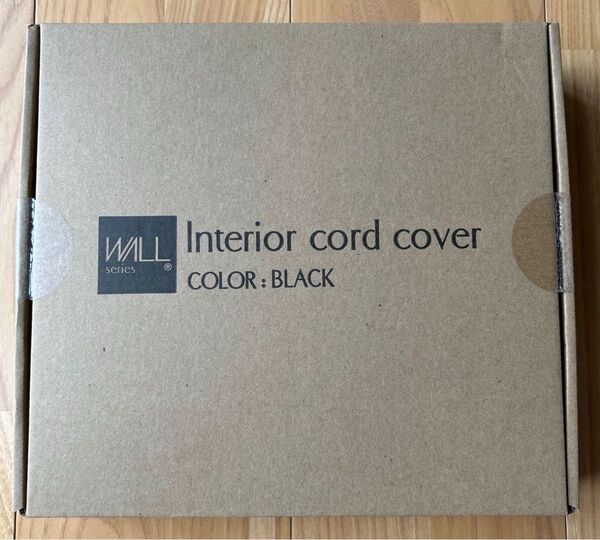 WALL
series ®
Interior cord cover
COLOR : BLACK